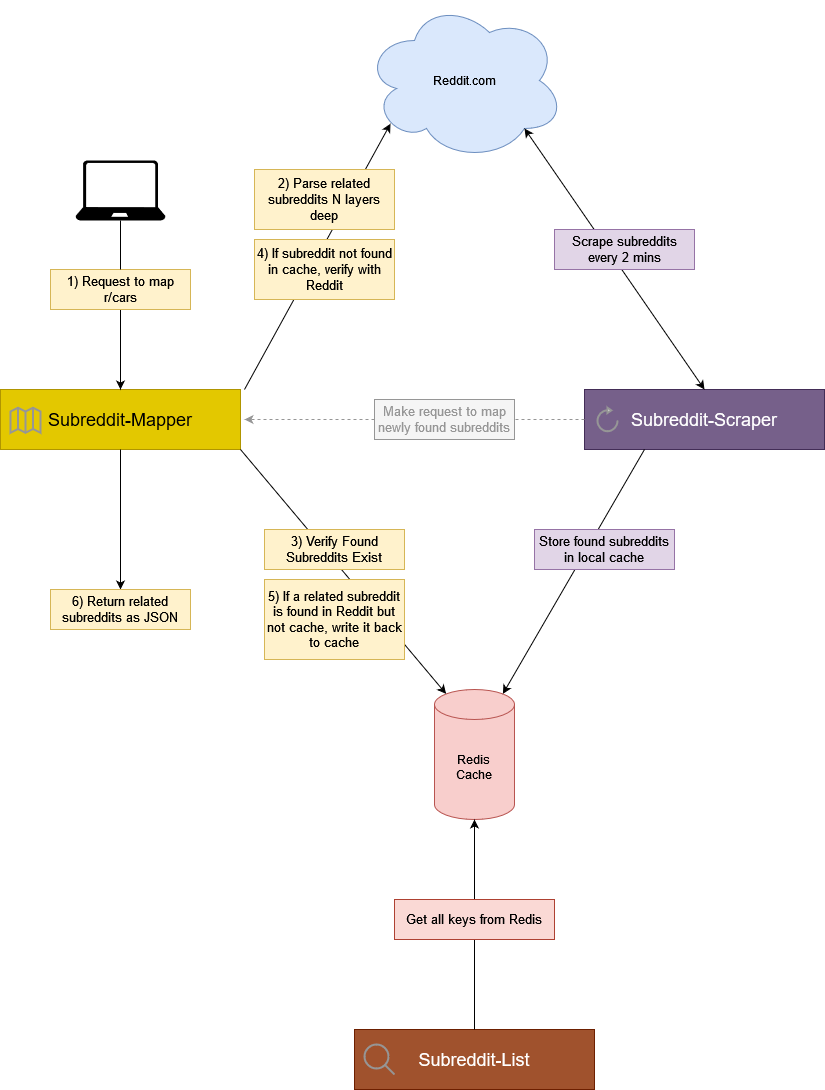 Reddit.com
2) Parse related
subreddits N layers
deep
4) If subreddit not found
in cache, verify with
Reddit
Scrape subreddits
every 2 mins
1) Request to map
r/cars
Subreddit-Mapper
Make request to map
newly found subreddits
Subreddit-Scraper
3) Verify Found
Subreddits Exist
Store found subreddits
in local cache
5) If a related subreddit
is found in Reddit but
not cache, write it back
to cache
6) Return related
subreddits as JSON
Redis
Cache
Get all keys from Redis
Subreddit-List